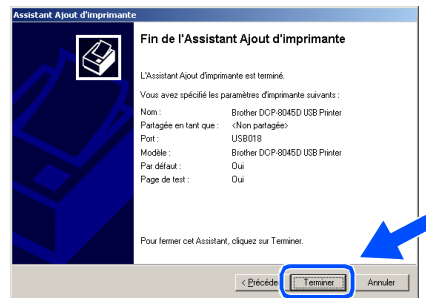 Assistant Ajout d'imprimante
Fin de l'Assistant Ajout d'imprimante
L'Assistant Ajout d'imprimante est terminé.
Vous avez spécifié les paramètres d'imprimante suivants :
Nom : Brother DCP-8045D USB Printer
Partagée en tant que : <Non partagée>
Port : USB018
Modèle : Brother DCP-8045D USB Printer
Par défaut : Oui
Page de test : Oui
Pour fermer cet Assistant, cliquez sur Terminer.
< Précéde Terminer Annuler